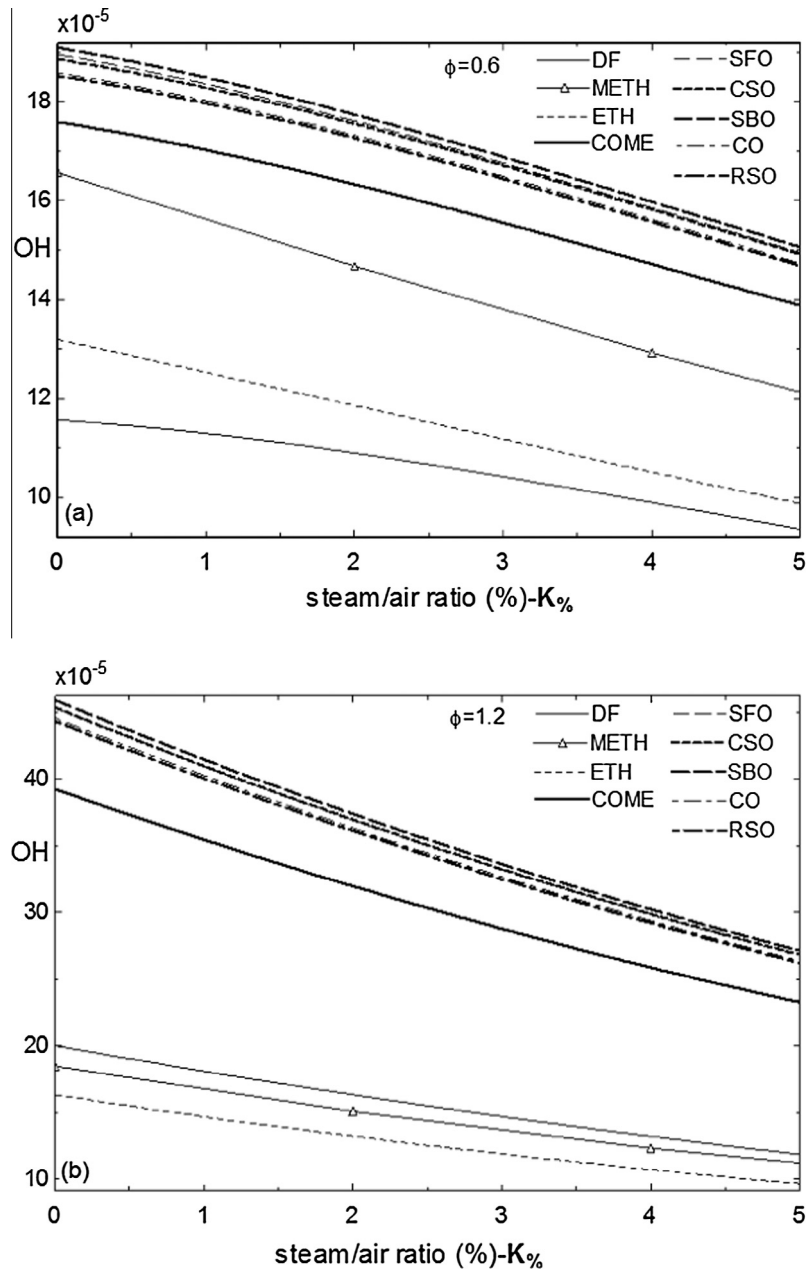 x10-5
ϕ=0.6
DF
METH
ETH
COME
SFO
CSO
SBO
CO
RSO
18
16
OH
14
12
10
(a)
0 1 2 3 4 5
steam/air ratio (%)-K%
x10-5
ϕ=1.2
DF
METH
ETH
COME
SFO
CSO
SBO
CO
RSO
40
OH
30
20
10
(b)
0 1 2 3 4 5
steam/air ratio (%)-K%